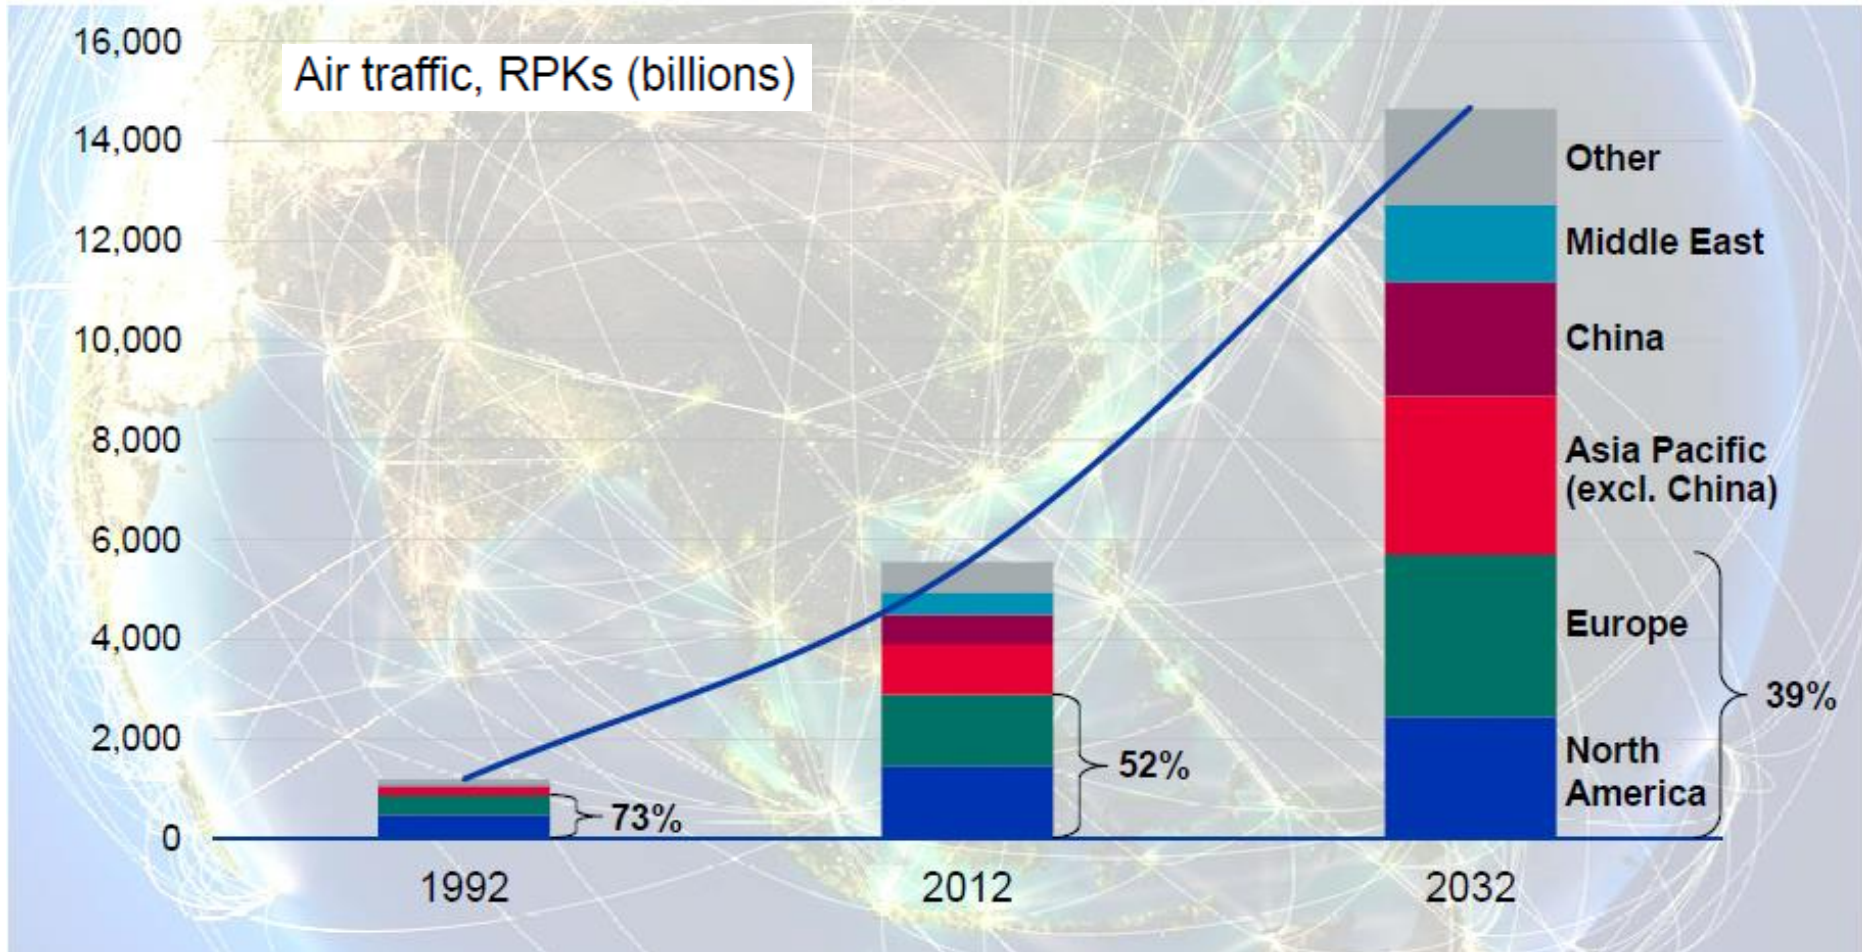 Air traffic, RPKs (billions)
16,000
14,000
12,000
10,000
8,000
6,000
4,000
2,000
0
Other
Middle East
China
Asia Pacific
(excl. China)
Europe
North
America
73%
52%
39%
1992
2012
2032